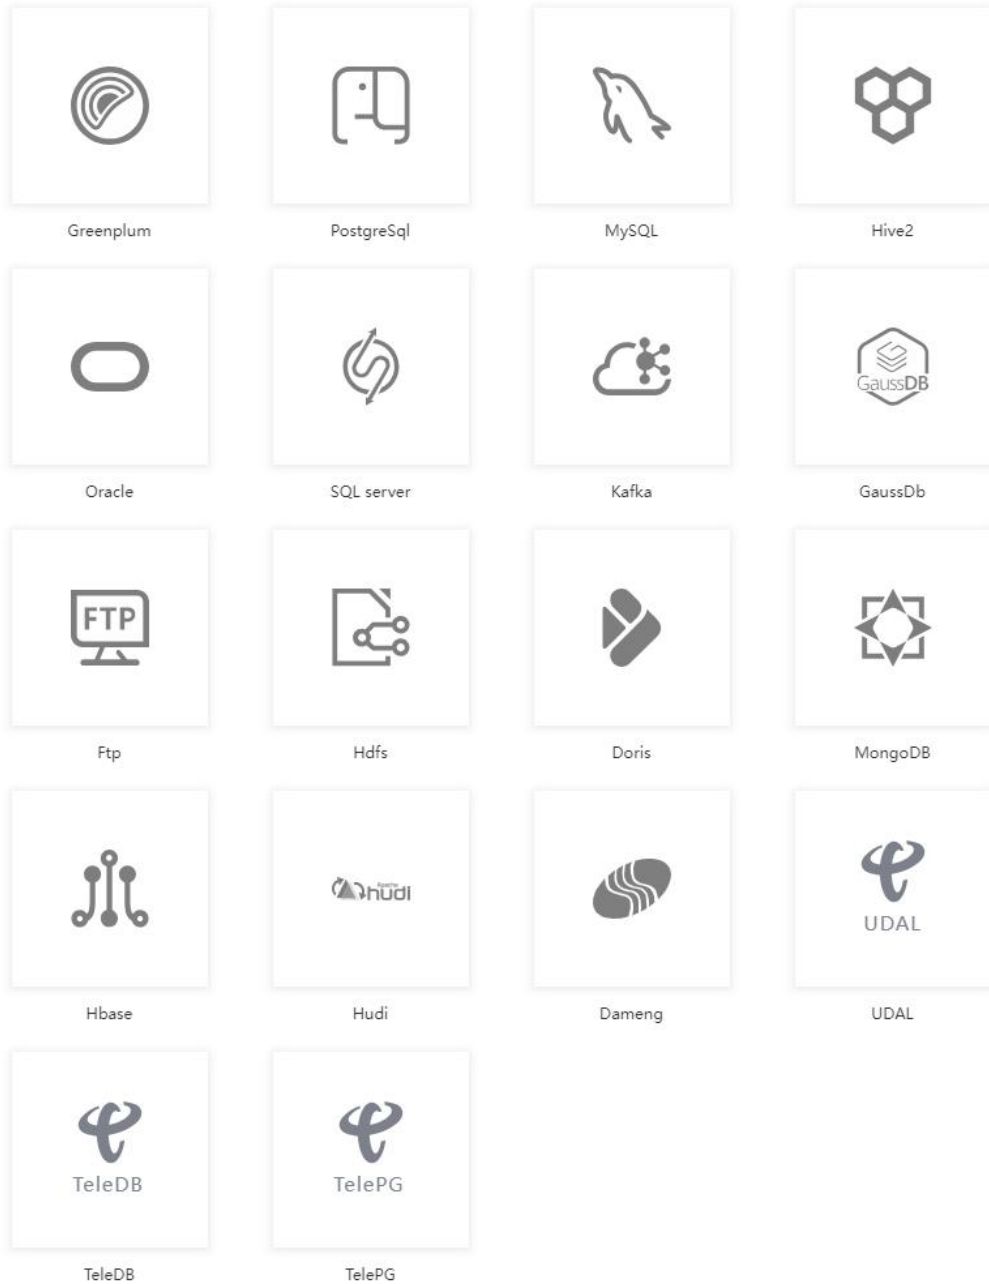 Greenplum
PostgreSql
MySQL
Hive2
GaussDB
Oracle
SQL server
Kafka
GaussDb
FTP
Ftp
Hdfs
Doris
MongoDB
Apache
hudi
UDAL
Hbase
Hudi
Dameng
UDAL
TeleDB
TelePG
TeleDB
TelePG